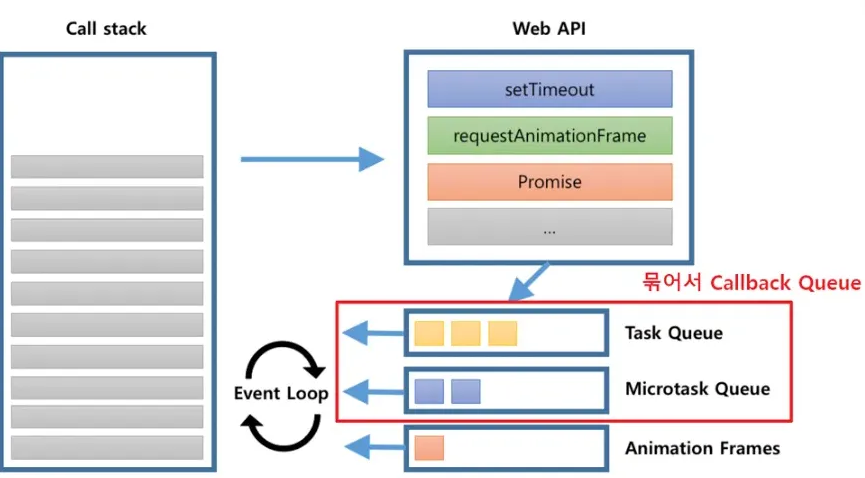 Call stack
Web API
setTimeout
requestAnimationFrame
Promise
...
묶어서 Callback Queue
Task Queue
Event Loop
Microtask Queue
Animation Frames